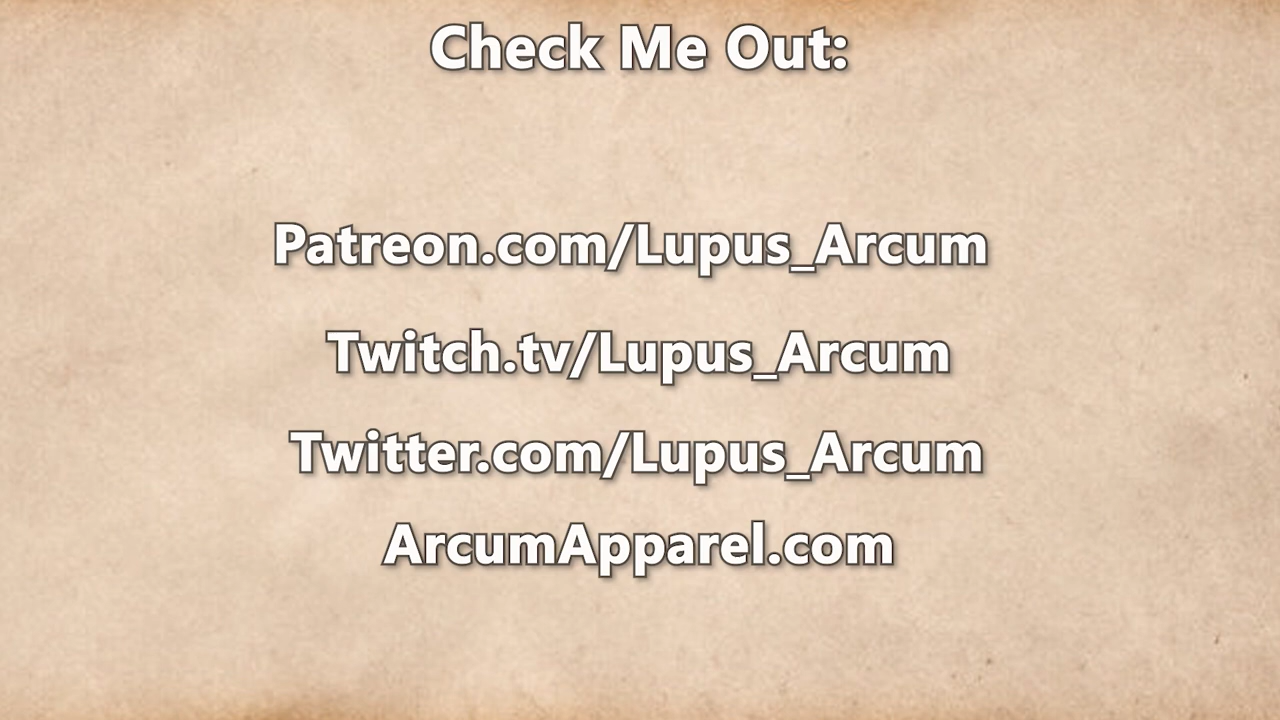 Check Me Out:
Patreon.com/Lupus_Arcum
Twitch.tv/Lupus_Arcum
Twitter.com/Lupus_Arcum
ArcumApparel.com